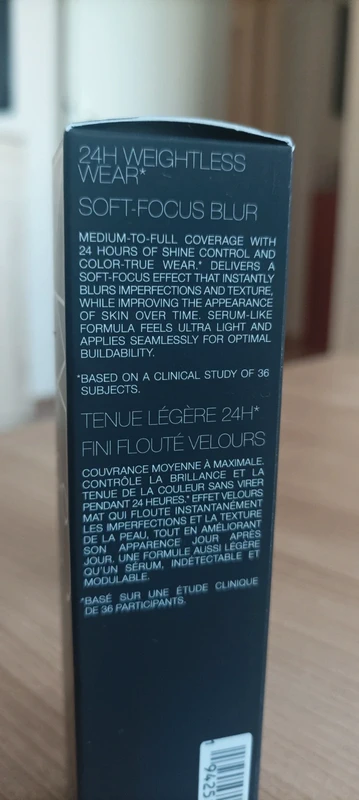 24H WEIGHTLESS
WEAR*
SOFT-FOCUS BLUR
MEDIUM-TO-FULL COVERAGE WITH
24 HOURS OF SHINE CONTROL AND
COLOR-TRUE WEAR.* DELIVERS A
SOFT-FOCUS EFFECT THAT INSTANTLY
BLURS IMPERFECTIONS AND TEXTURE,
WHILE IMPROVING THE APPEARANCE
OF SKIN OVER TIME. SERUM-LIKE
FORMULA FEELS ULTRA LIGHT AND
APPLIES SEAMLESSLY FOR OPTIMAL
BUILDABILITY.
*BASED ON A CLINICAL STUDY OF 36
SUBJECTS.
TENUE LÉGÈRE 24H*
FINI FLOUTÉ VELOURS
COUVRANCE MOYENNE À MAXIMALE.
CONTRÔLE LA BRILLANCE ET LA
TENUE DE LA COULEUR SANS VIRER
PENDANT 24 HEURES.* EFFET VELOURS
MAT QUI FLOUTE INSTANTANÉMENT
LES IMPERFECTIONS ET LA TEXTURE
DE LA PEAU, TOUT EN AMÉLIORANT
SON APPARENCE JOUR APRÈS
JOUR. UNE FORMULE AUSSI LÉGÈRE
QU'UN SÉRUM, INDÉTECTABLE ET
MODULABLE.
*BASÉ SUR UNE ÉTUDE CLINIQUE
DE 36 PARTICIPANTS.
9425